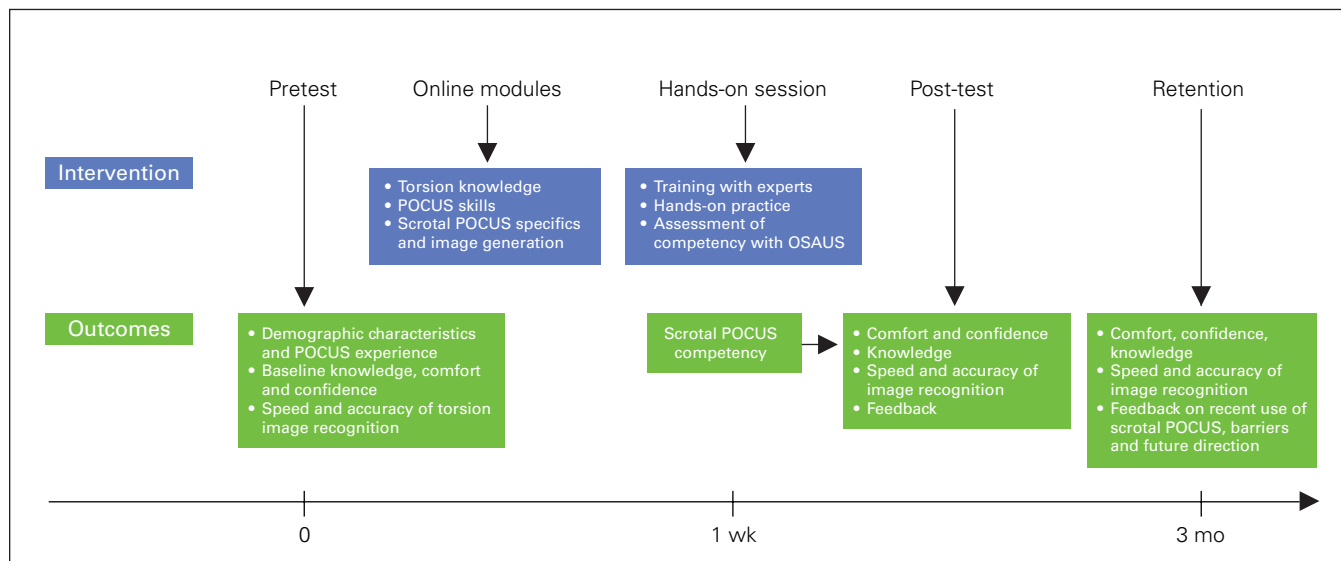 Pretest
Online modules
Hands-on session
Post-test
Retention
Intervention
• Torsion knowledge
• POCUS skills
• Scrotal POCUS specifics
and image generation
• Training with experts
• Hands-on practice
• Assessment of
competency with OSAUS
Outcomes
• Demographic characteristics
and POCUS experience
• Baseline knowledge, comfort
and confidence
• Speed and accuracy of torsion
image recognition
Scrotal POCUS
competency
• Comfort and confidence
• Knowledge
• Speed and accuracy of
image recognition
• Feedback
• Comfort, confidence,
knowledge
• Speed and accuracy of
image recognition
• Feedback on recent use of
scrotal POCUS, barriers
and future direction
0
1 wk
3 mo